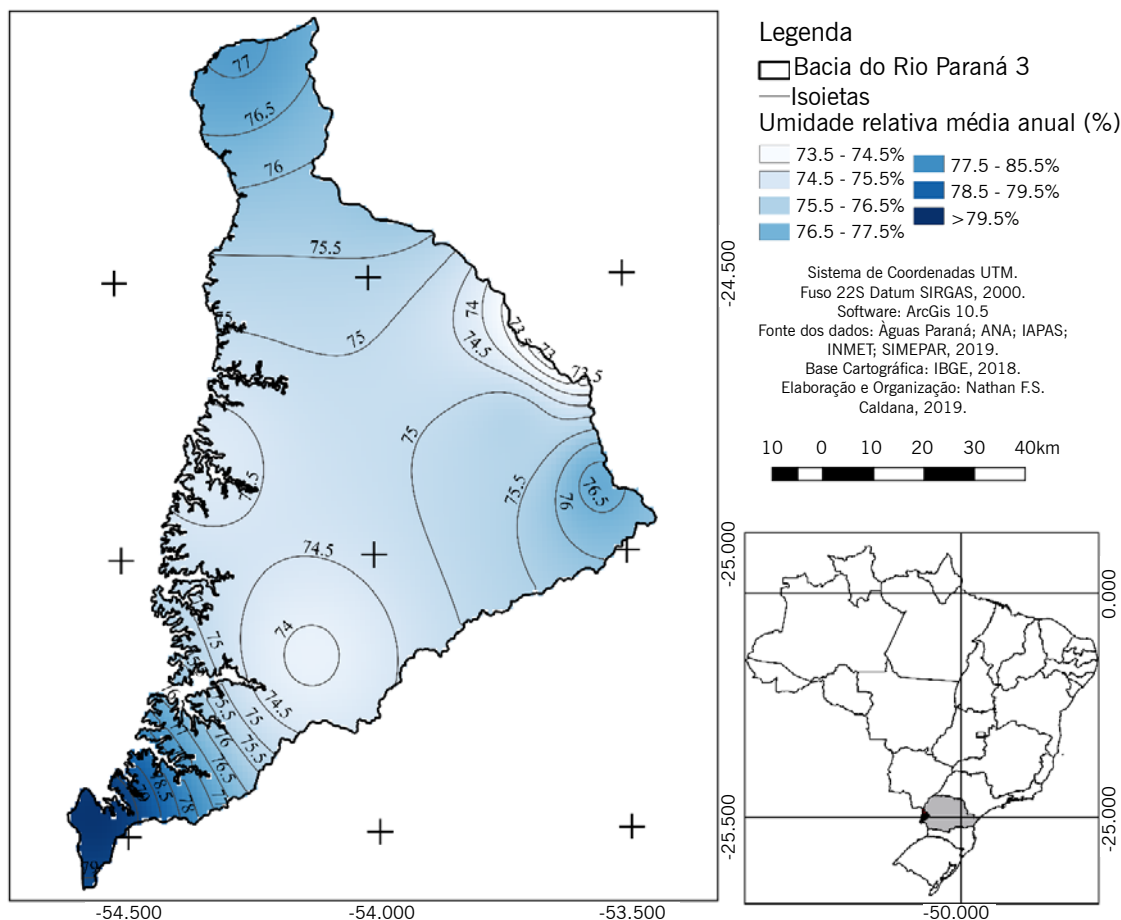 Legenda
Bacia do Rio Paraná 3
Isoietas
Umidade relativa média anual (%)
73.5 - 74.5%
74.5 - 75.5%
75.5 - 76.5%
76.5 - 77.5%
77.5 - 85.5%
78.5 - 79.5%
>79.5%
Sistema de Coordenadas UTM.
Fuso 22S Datum SIRGAS, 2000.
Software: ArcGis 10.5
Fonte dos dados: Àguas Paraná; ANA; IAPAS;
INMET; SIMEPAR, 2019.
Base Cartográfica: IBGE, 2018.
Elaboração e Organização: Nathan F.S.
Caldana, 2019.
10 0 10 20 30 40km
77
76.5
76
75.5
75
75
74
74.5
73.5
73
73.5
75
75.5
76
76.5
74.5
74
75
74.5
75
75.5
75.5
76
76.5
78
78.5
79
-24.500
-25.000
-25.500
-54.500
-54.000
-53.500
0.000
-25.000
-50.000